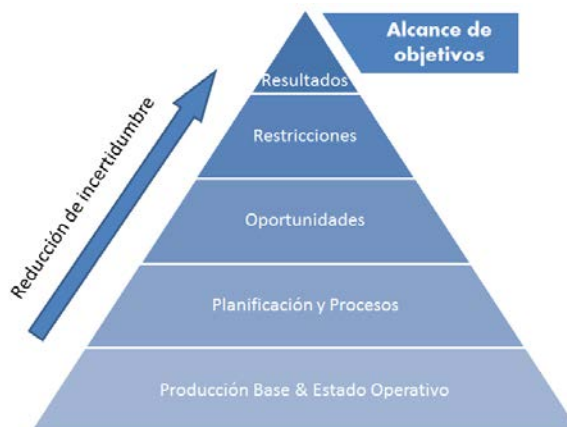 Alcance de
objetivos
Resultados
Restricciones
Oportunidades
Planificación y Procesos
Producción Base & Estado Operativo
Reducción de incertidumbre